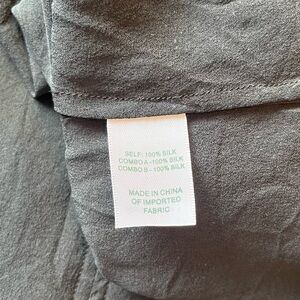 SELF: 100% SILK
COMBO A -100% SILK
COMBO B - 100% SILK
MADE IN CHINA
OF IMPORTED
FABRIC